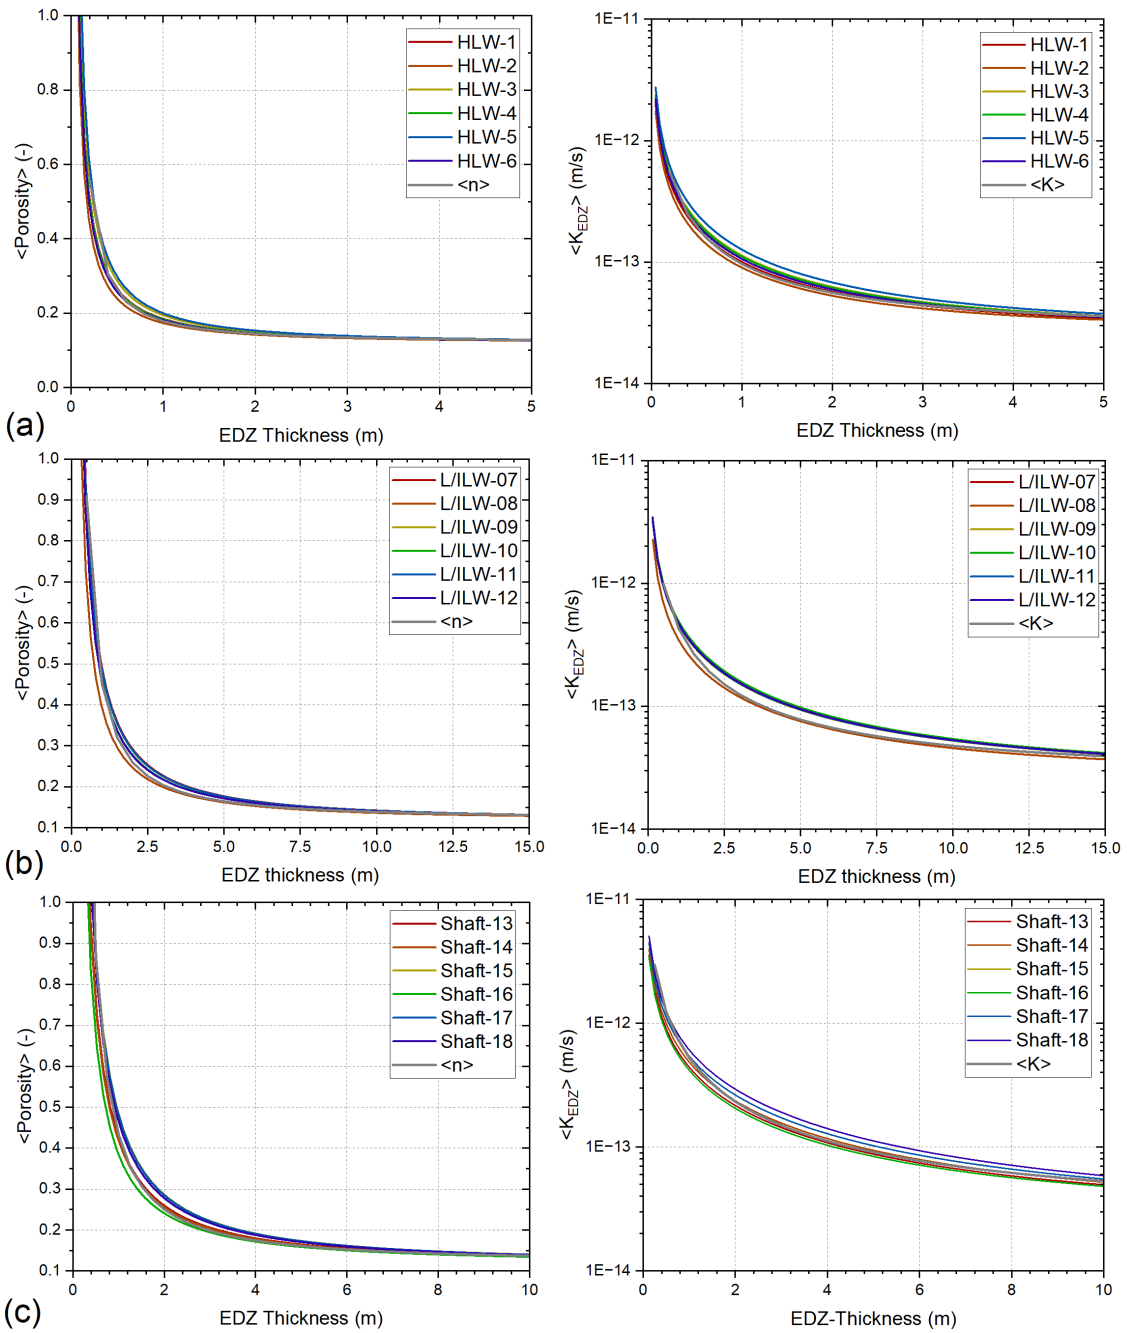 1.0
0.8
0.6
0.4
0.2
0.0
<Porosity> (-)
HLW-1
HLW-2
HLW-3
HLW-4
HLW-5
HLW-6
<n>
0 1 2 3 4 5
EDZ Thickness (m)
(a)
1E−11
1E−12
1E−13
1E−14
<K_EDZ> (m/s)
HLW-1
HLW-2
HLW-3
HLW-4
HLW-5
HLW-6
<K>
0 1 2 3 4 5
EDZ Thickness (m)
1.0
0.9
0.8
0.7
0.6
0.5
0.4
0.3
0.2
0.1
<Porosity> (-)
L/ILW-07
L/ILW-08
L/ILW-09
L/ILW-10
L/ILW-11
L/ILW-12
<n>
0.0 2.5 5.0 7.5 10.0 12.5 15.0
EDZ thickness (m)
(b)
1E−11
1E−12
1E−13
1E−14
<K_EDZ> (m/s)
L/ILW-07
L/ILW-08
L/ILW-09
L/ILW-10
L/ILW-11
L/ILW-12
<K>
0.0 2.5 5.0 7.5 10.0 12.5 15.0
EDZ thickness (m)
1.0
0.9
0.8
0.7
0.6
0.5
0.4
0.3
0.2
0.1
<Porosity> (-)
Shaft-13
Shaft-14
Shaft-15
Shaft-16
Shaft-17
Shaft-18
<n>
0 2 4 6 8 10
EDZ Thickness (m)
(c)
1E−11
1E−12
1E−13
1E−14
<K_EDZ> (m/s)
Shaft-13
Shaft-14
Shaft-15
Shaft-16
Shaft-17
Shaft-18
<K>
0 2 4 6 8 10
EDZ-Thickness (m)